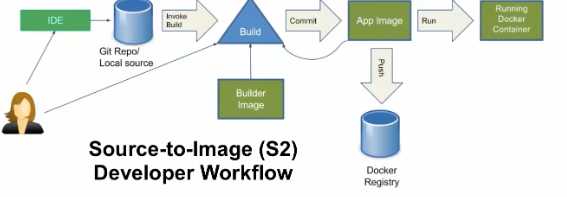 IDE
Git Repo/
Local source
Invoke
Build
Build
Commit
App Image
Run
Running
Docker
Container
Builder
Image
Push
Docker
Registry
Source-to-Image (S2)
Developer Workflow